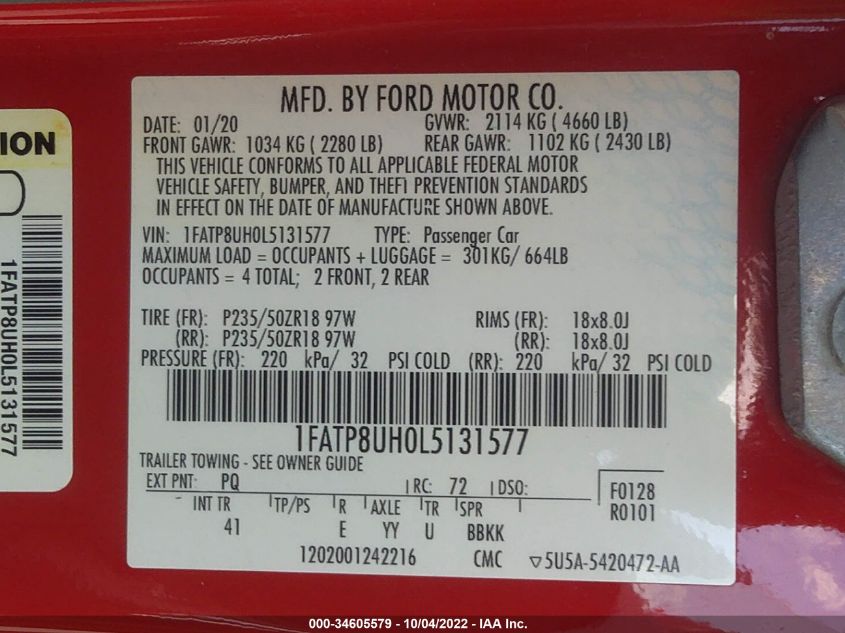 MFD. BY FORD MOTOR CO.
DATE: 01/20 GVWR: 2114 KG ( 4660 LB)
FRONT GAWR: 1034 KG ( 2280 LB) REAR GAWR: 1102 KG ( 2430 LB)
THIS VEHICLE CONFORMS TO ALL APPLICABLE FEDERAL MOTOR
VEHICLE SAFETY, BUMPER, AND THEFT PREVENTION STANDARDS
IN EFFECT ON THE DATE OF MANUFACTURE SHOWN ABOVE.
VIN: 1FATP8UH0L5131577 TYPE: Passenger Car
MAXIMUM LOAD = OCCUPANTS + LUGGAGE = 301KG/ 664LB
OCCUPANTS = 4 TOTAL; 2 FRONT, 2 REAR
TIRE (FR): P235/50ZR18 97W RIMS (FR): 18x8.0J
(RR): P235/50ZR18 97W (RR): 18x8.0J
PRESSURE (FR): 220 kPa/ 32 PSI COLD (RR): 220 kPa/ 32 PSI COLD
1FATP8UH0L5131577
TRAILER TOWING - SEE OWNER GUIDE
EXT PNT: PQ RC: 72 DSO: F0128
INT TR TP/PS R AXLE TR SPR R0101
41 E YY U BBKK
1202001242216 CMC ▽5U5A-5420472-AA
ION
1FATP8UH0L5131577
000-34605579 - 10/04/2022 - IAA Inc.